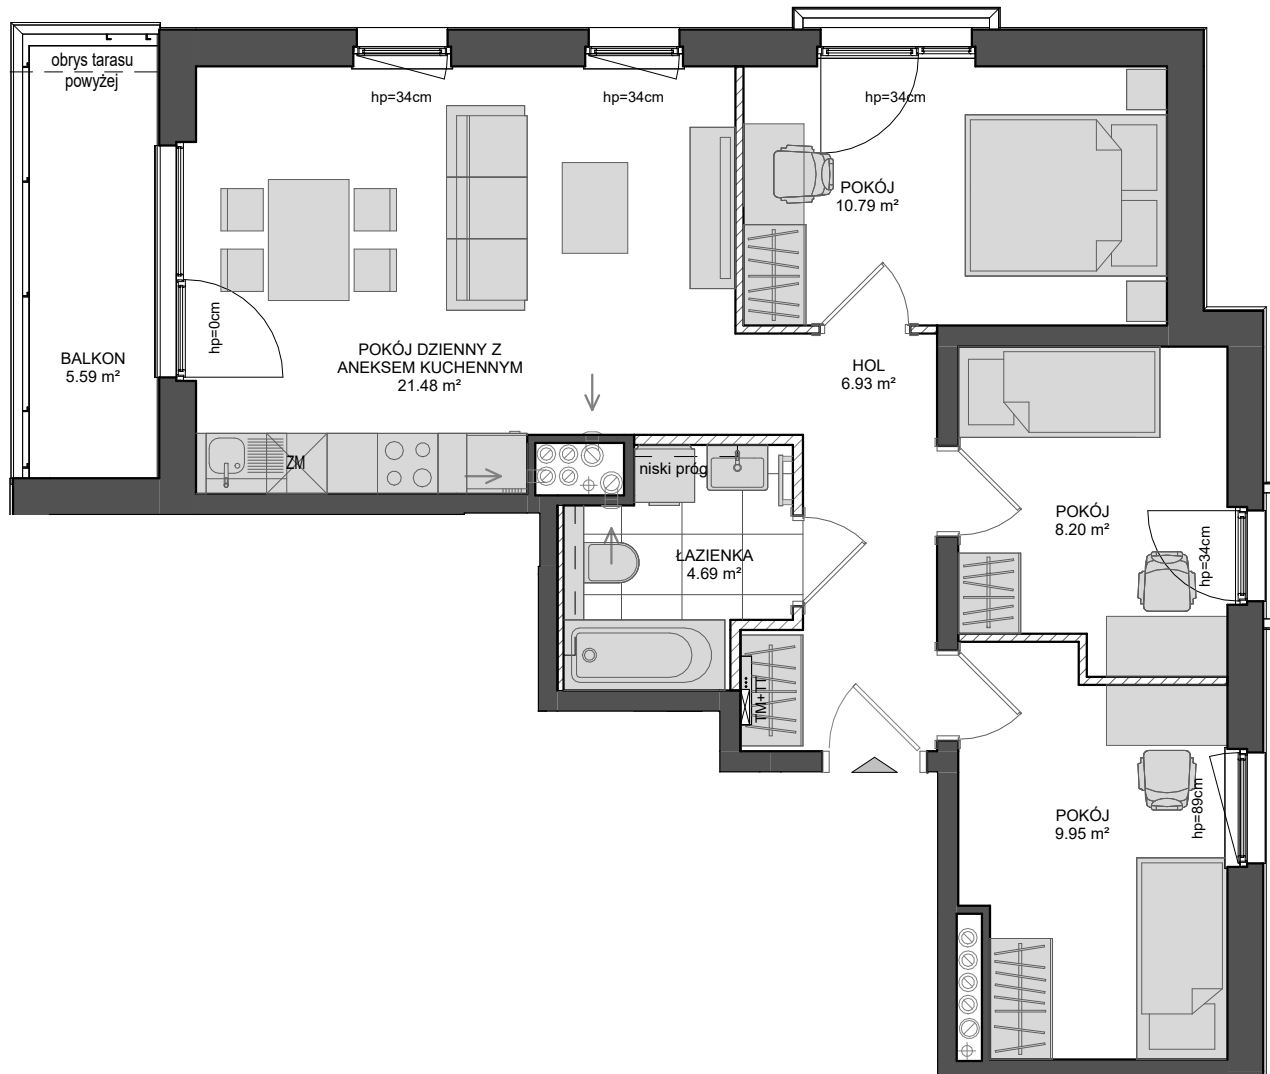 obrys tarasu
powyżej
hp=34cm
hp=34cm
hp=34cm
POKÓJ
10.79 m²
hp=0cm
BALKON
5.59 m²
POKÓJ DZIENNY Z
ANEKSEM KUCHENNYM
21.48 m²
HOL
6.93 m²
ZM
niski próg
ŁAZIENKA
4.69 m²
POKÓJ
8.20 m²
hp=34cm
TM+TT
POKÓJ
9.95 m²
hp=89cm